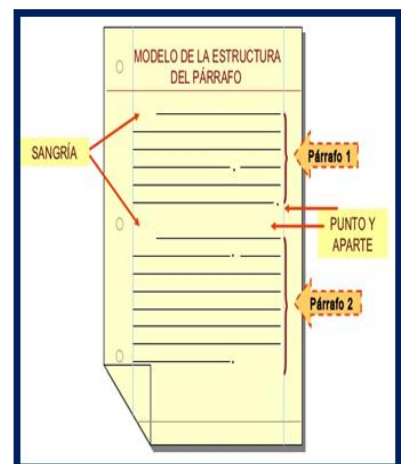 MODELO DE LA ESTRUCTURA
DEL PÁRRAFO
SANGRÍA
Párrafo 1
PUNTO Y
APARTE
Párrafo 2